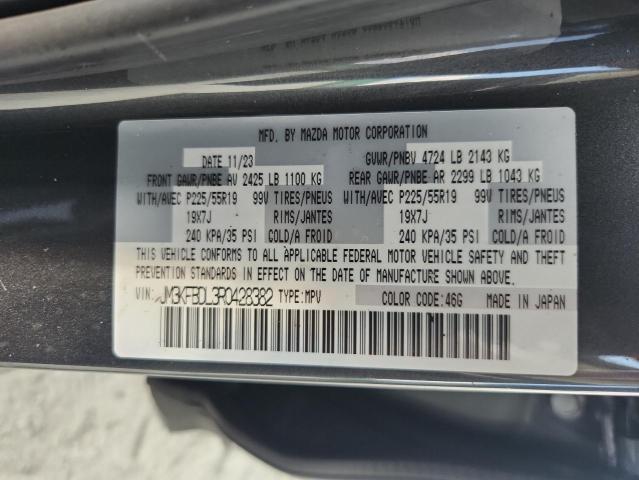 MFD. BY MAZDA MOTOR CORPORATION
DATE 11/23 GVWR/PNBV 4724 LB 2143 KG
FRONT GAWR/PNBE AV 2425 LB 1100 KG REAR GAWR/PNBE AR 2299 LB 1043 KG
WITH/AVEC P225/55R19 99V TIRES/PNEUS WITH/AVEC P225/55R19 99V TIRES/PNEUS
19X7J RIMS/JANTES 19X7J RIMS/JANTES
240 KPA/35 PSI COLD/A FROID 240 KPA/35 PSI COLD/A FROID
THIS VEHICLE CONFORMS TO ALL APPLICABLE FEDERAL MOTOR VEHICLE SAFETY AND THEFT
PREVENTION STANDARDS IN EFFECT ON THE DATE OF MANUFACTURE SHOWN ABOVE.
VIN: JM3KFBDL3R0428382 TYPE:MPV COLOR CODE:46G MADE IN JAPAN